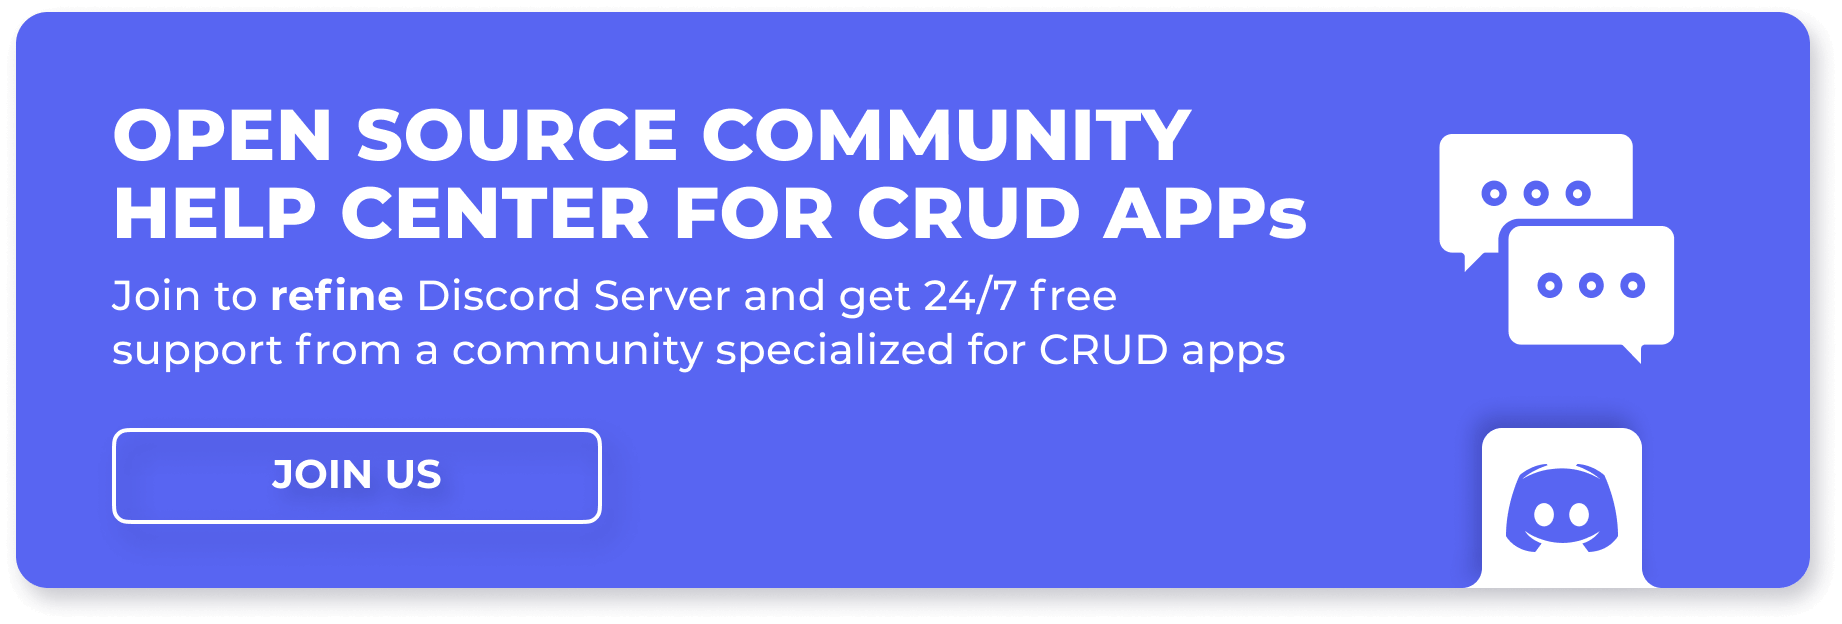 OPEN SOURCE COMMUNITY
HELP CENTER FOR CRUD APPs
Join to refine Discord Server and get 24/7 free
support from a community specialized for CRUD apps
JOIN US